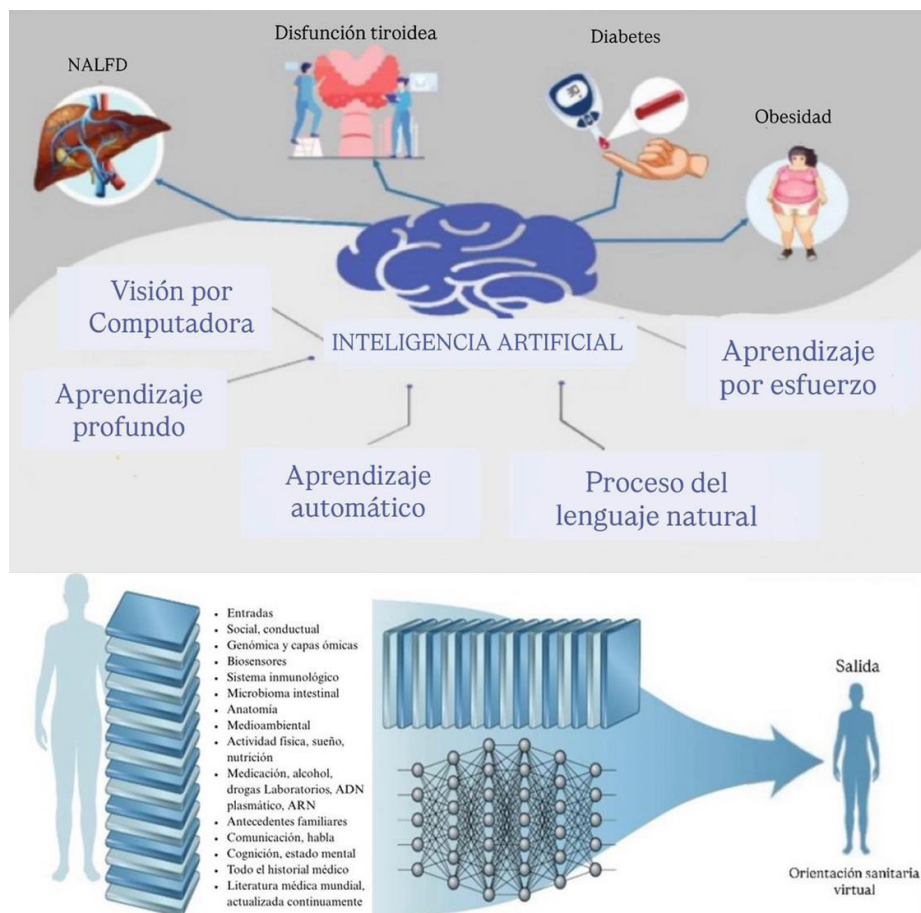 Disfunción tiroidea
Diabetes
NALFD
Obesidad
Visión por
Computadora
INTELIGENCIA ARTIFICIAL
Aprendizaje
por esfuerzo
Aprendizaje
profundo
Aprendizaje
automático
Proceso del
lenguaje natural
• Entradas
• Social, conductual
• Genómica y capas ómicas
• Biosensores
• Sistema inmunológico
• Microbioma intestinal
• Anatomía
• Medioambiental
• Actividad física, sueño,
nutrición
• Medicación, alcohol,
drogas Laboratorios, ADN
plasmático, ARN
• Antecedentes familiares
• Comunicación, habla
• Cognición, estado mental
• Todo el historial médico
• Literatura médica mundial,
actualizada continuamente
Salida
Orientación sanitaria
virtual